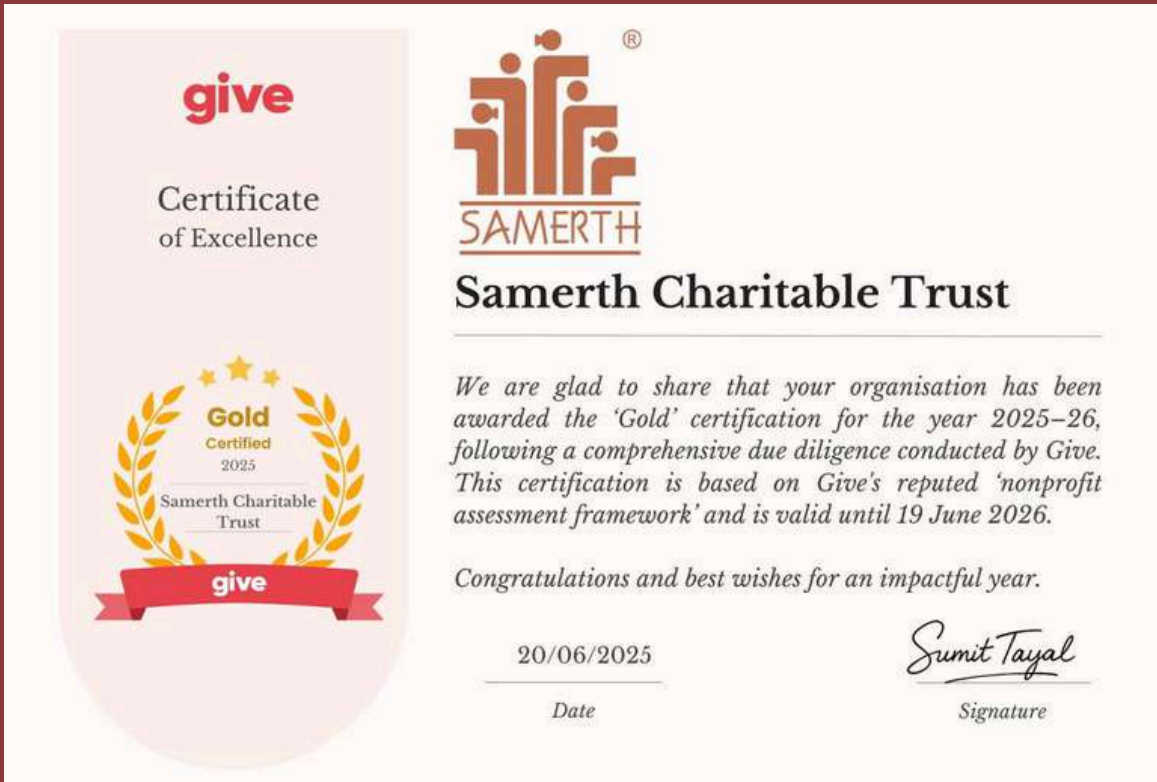 give
Certificate
of Excellence
Gold
Certified
2025
Samerth Charitable
Trust
give
®
SAMERTH
Samerth Charitable Trust
We are glad to share that your organisation has been
awarded the ‘Gold’ certification for the year 2025–26,
following a comprehensive due diligence conducted by Give.
This certification is based on Give's reputed ‘nonprofit
assessment framework’ and is valid until 19 June 2026.
Congratulations and best wishes for an impactful year.
20/06/2025
Date
Sumit Tayal
Signature